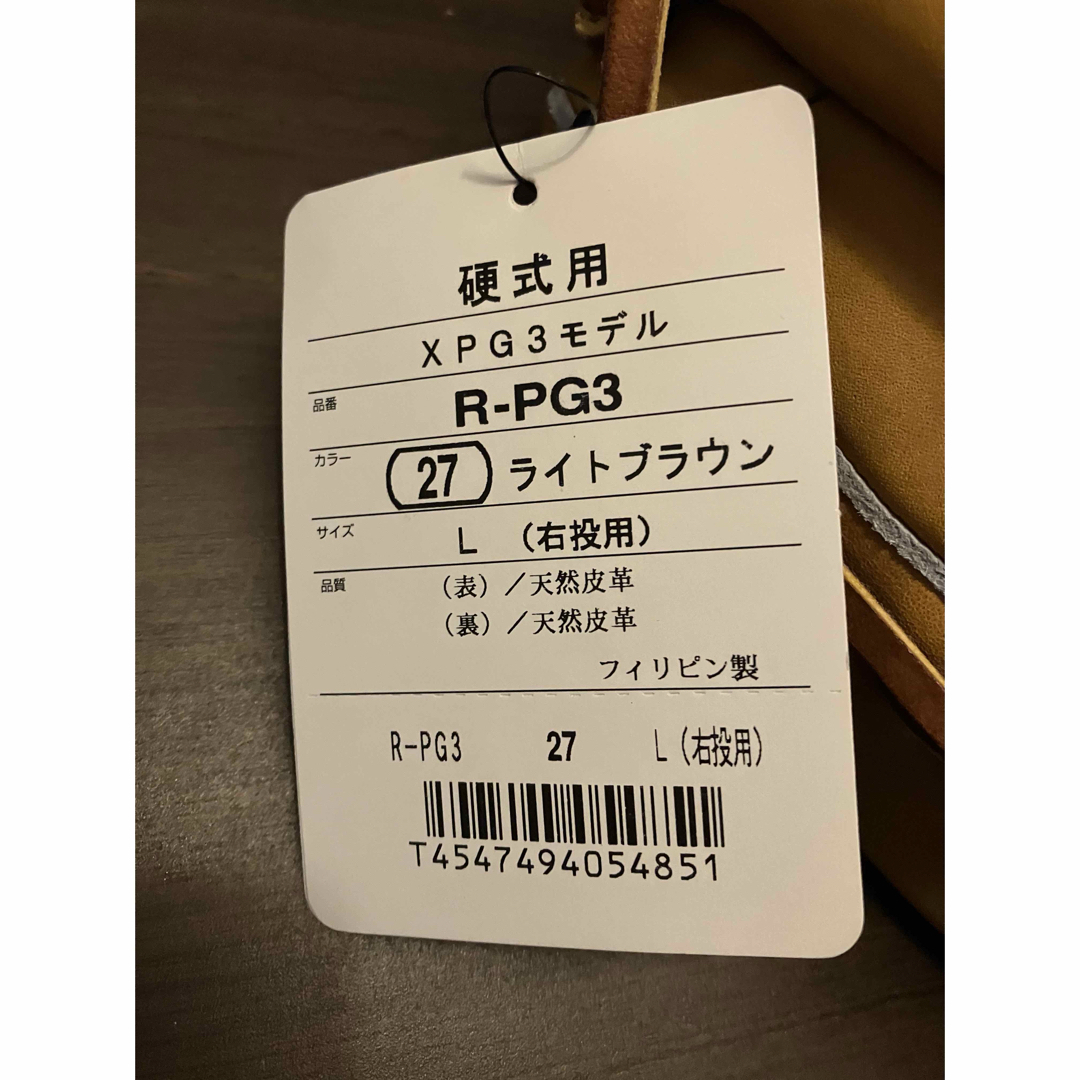 硬式用
XPG3モデル
品番 R-PG3
カラー 27 ライトブラウン
サイズ L (右投用)
品質 (表)/天然皮革
(裏)/天然皮革
フィリピン製
R-PG3 27 L(右投用)
T4547494054851